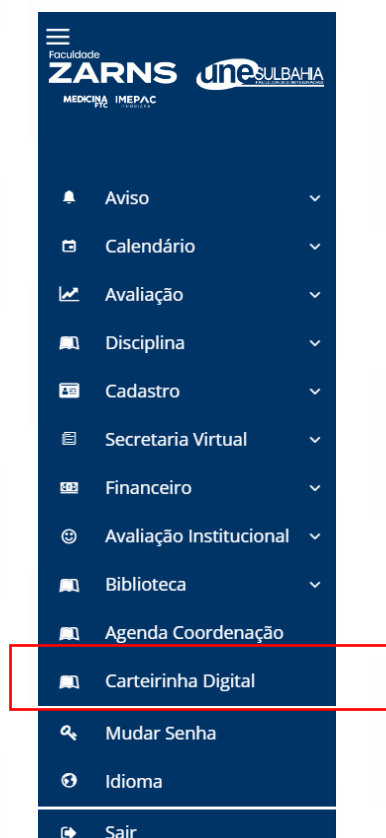 Faculdade
ZARNS
une SULBAHIA
MEDICINA FTC
IMEPAC
Aviso
Calendário
Avaliação
Disciplina
Cadastro
Secretaria Virtual
Financeiro
Avaliação Institucional
Biblioteca
Agenda Coordenação
Carteirinha Digital
Mudar Senha
Idioma
Sair